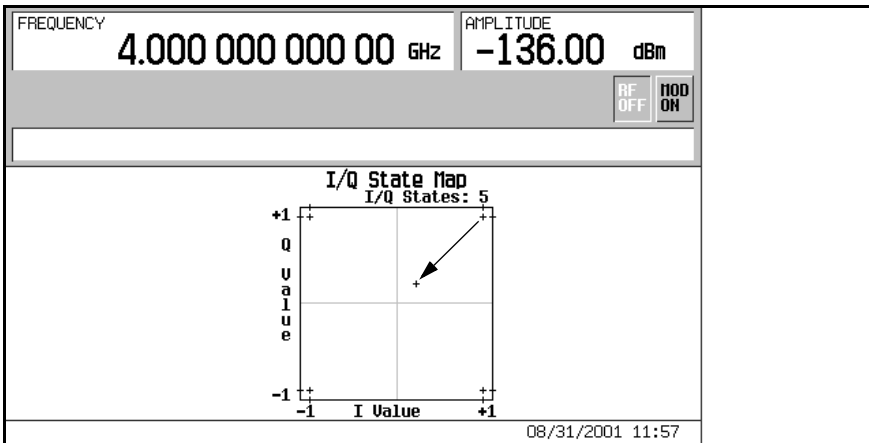 FREQUENCY
4.000 000 000 00 GHz
AMPLITUDE
-136.00 dBm
RF OFF
MOD ON
I/Q State Map
I/Q States: 5
+1
Q Value
-1
-1 I Value +1
08/31/2001 11:57